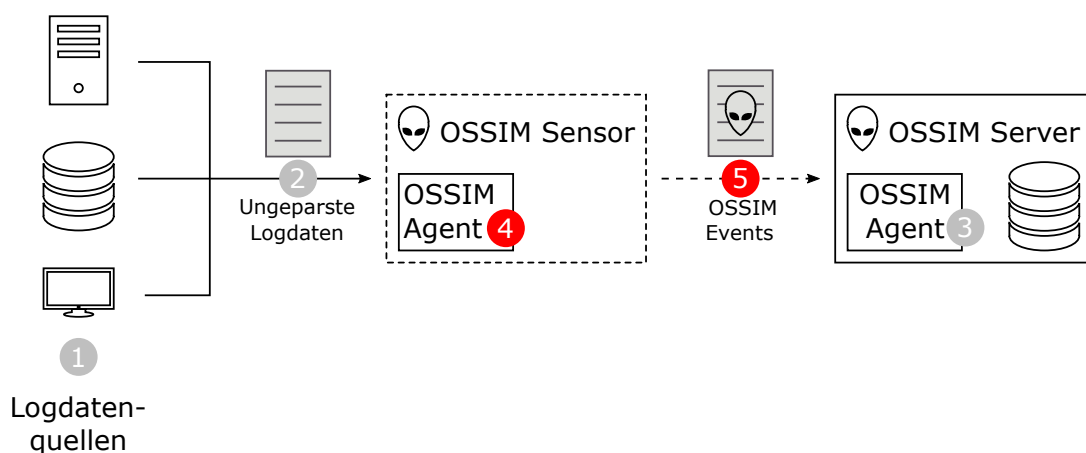 2
Ungeparste
Logdaten
OSSIM Sensor
OSSIM
Agent 4
5
OSSIM
Events
OSSIM Server
OSSIM
Agent 3
1
Logdaten-
quellen